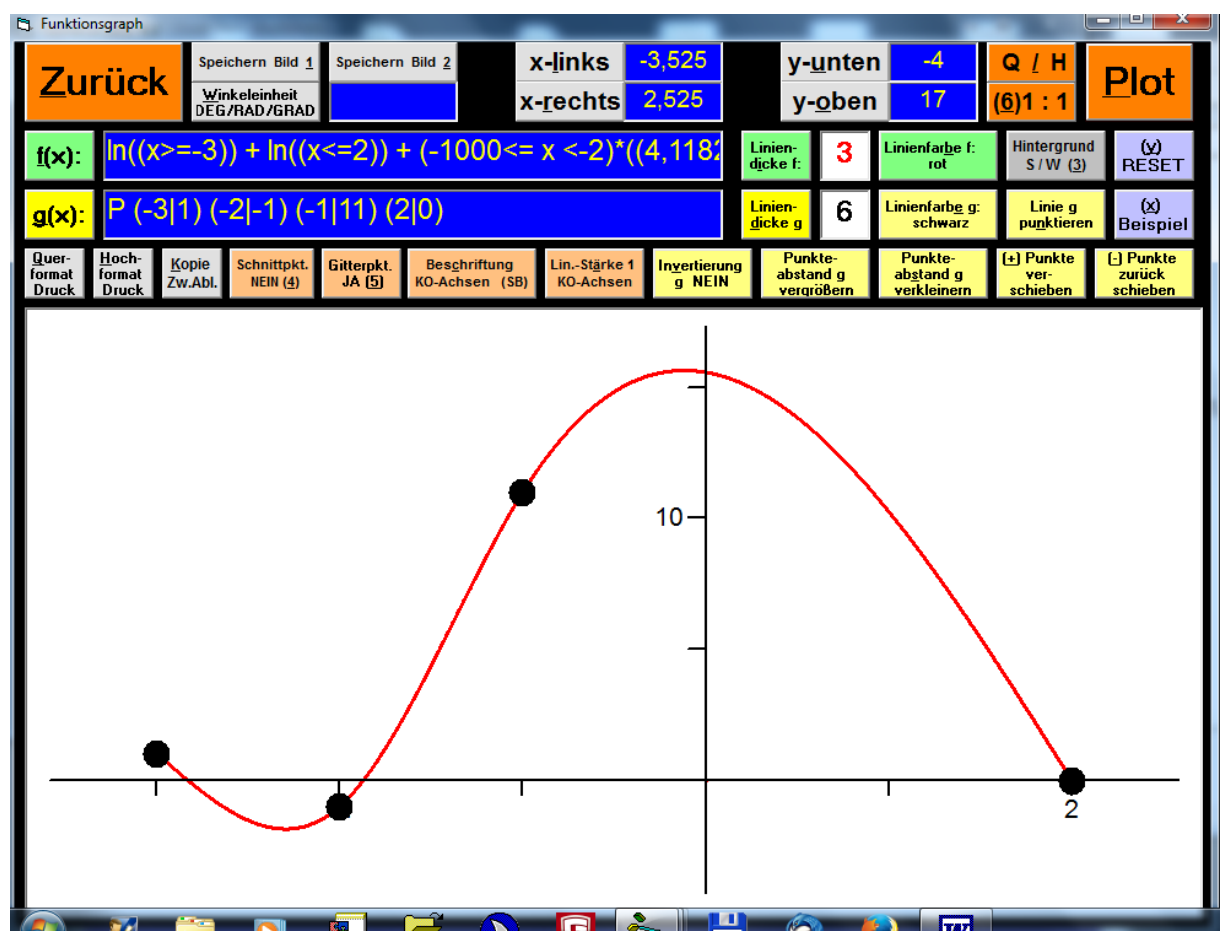 Funktionsgraph
Zurück
Speichern Bild 1
Speichern Bild 2
Winkeleinheit
DEG/RAD/GRAD
x-links -3,525
x-rechts 2,525
y-unten -4
y-oben 17
Q / H
(6)1 : 1
Plot
f(x): ln((x>=-3)) + ln((x<=2)) + (-1000<= x <-2)*((4,1182
Linien-
dicke f:
3
Linienfarbe f:
rot
Hintergrund
S / W (3)
(y)
RESET
g(x): P (-3|1) (-2|-1) (-1|11) (2|0)
Linien-
dicke g
6
Linienfarbe g:
schwarz
Linie g
punktieren
(x)
Beispiel
Quer-
format
Druck
Hoch-
format
Druck
Kopie
Zw.Abl.
Schnittpkt.
NEIN (4)
Gitterpkt.
JA (5)
Beschriftung
KO-Achsen (SB)
Lin.-Stärke 1
KO-Achsen
Invertierung
g NEIN
Punkte-
abstand g
vergrößern
Punkte-
abstand g
verkleinern
(+) Punkte
ver-
schieben
(-) Punkte
zurück
schieben
10
2